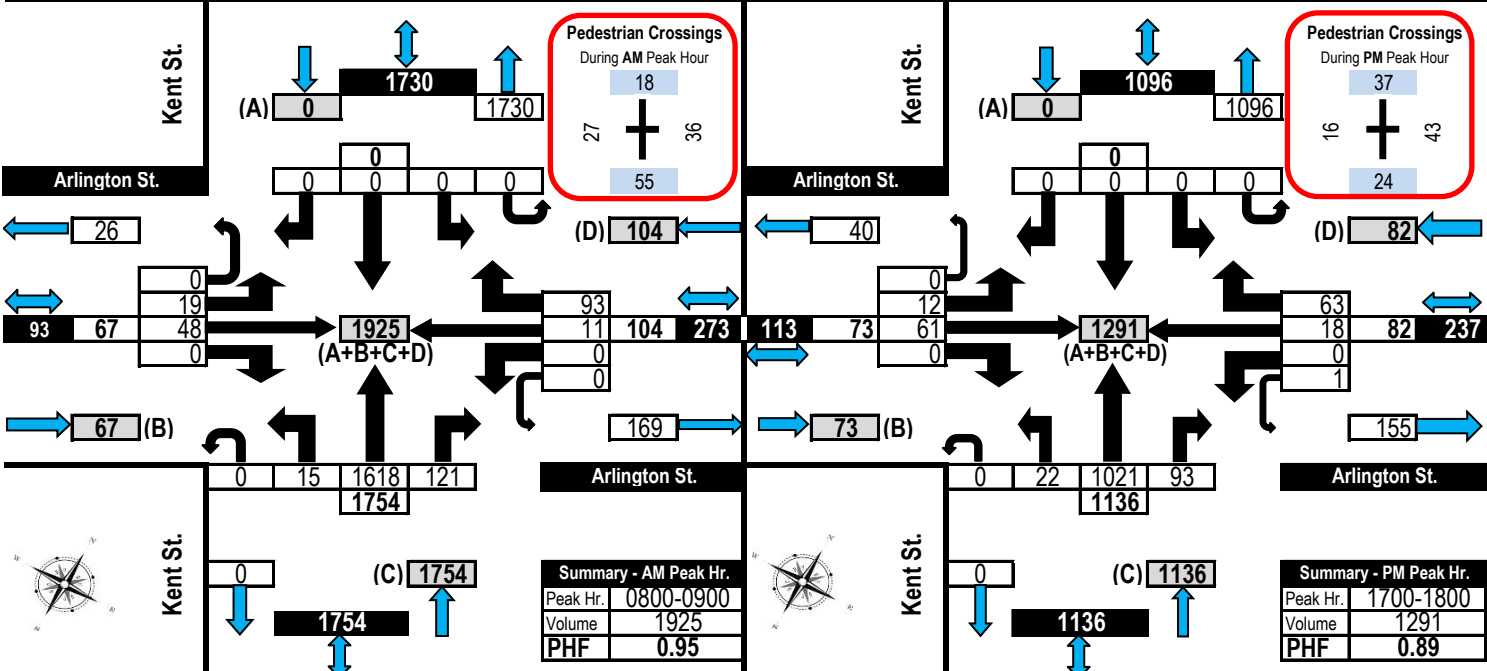 Kent St.
(A)
0
1730
1730
Pedestrian Crossings
During AM Peak Hour
18
27
36
55
Arlington St.
0
0 0 0 0
26
(D) 104
0
19
93 67 48
0
1925
(A+B+C+D)
93
11 104 273
0
0
67 (B)
169
0 15 1618 121
1754
Arlington St.
Kent St.
0
(C) 1754
1754
Summary - AM Peak Hr.
Peak Hr. 0800-0900
Volume 1925
PHF 0.95
Kent St.
(A)
0
1096
1096
Pedestrian Crossings
During PM Peak Hour
37
16
43
24
Arlington St.
0
0 0 0 0
40
(D) 82
0
12
113 73 61
0
1291
(A+B+C+D)
63
18 82 237
0
1
73 (B)
155
0 22 1021 93
1136
Arlington St.
Kent St.
0
(C) 1136
1136
Summary - PM Peak Hr.
Peak Hr. 1700-1800
Volume 1291
PHF 0.89